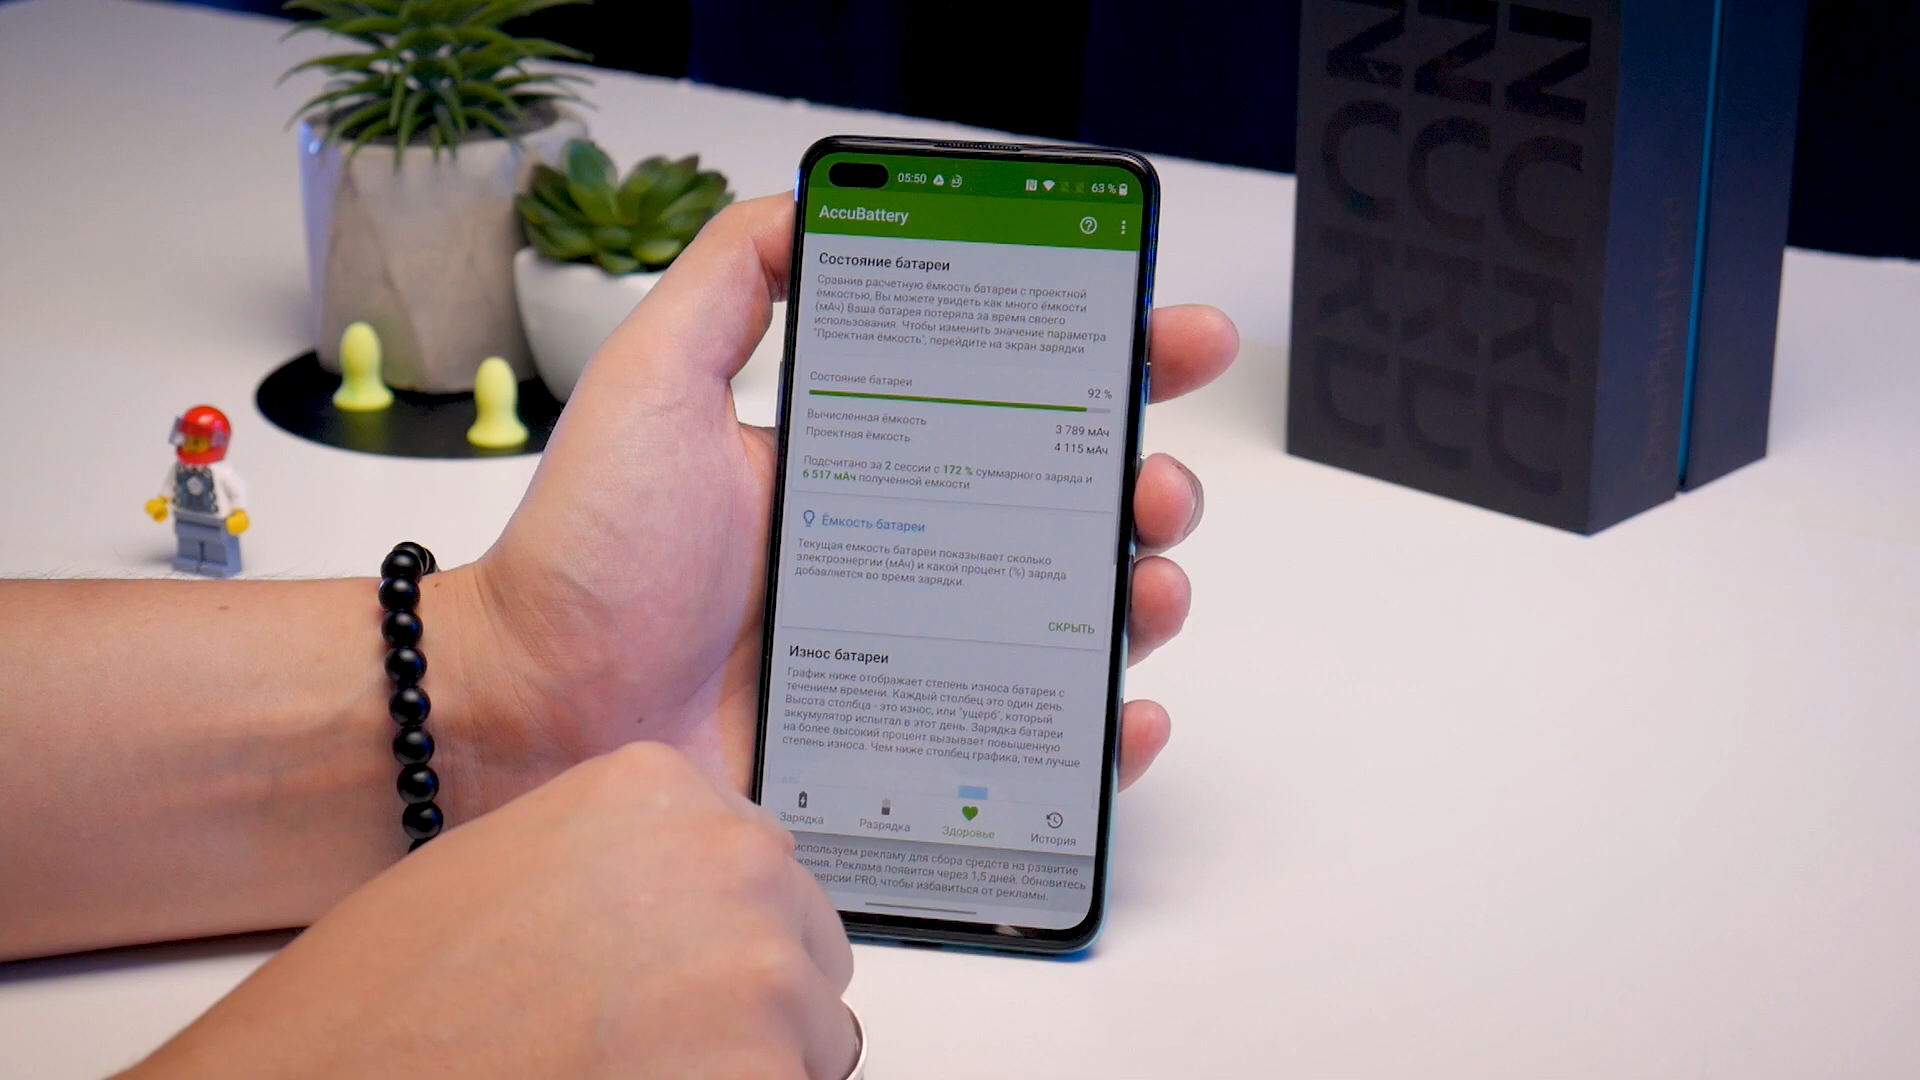 05:50
63 %
AccuBattery
Состояние батареи
Сравнив расчетную ёмкость батареи с проектной
ёмкостью, Вы можете увидеть как много ёмкости
(мАч) Ваша батарея потеряла за время своего
использования. Чтобы изменить значение параметра
"Проектная ёмкость", перейдите на экран зарядки
Состояние батареи 92 %
Вычисленная ёмкость 3 789 мАч
Проектная ёмкость 4 115 мАч
Подсчитано за 2 сессии с 172 % суммарного заряда и
6 517 мАч полученной емкости
Ёмкость батареи
Текущая емкость батареи показывает сколько
электроэнергии (мАч) и какой процент (%) заряда
добавляется во время зарядки.
СКРЫТЬ
Износ батареи
График ниже отображает степень износа батареи с
течением времени. Каждый столбец это один день.
Высота столбца - это износ, или "ущерб", который
аккумулятор испытал в этот день. Зарядка батареи
на более высокий процент вызывает повышенную
степень износа. Чем ниже столбец графика, тем лучше
Зарядка Разрядка Здоровье История
используем рекламу для сбора средств на развитие
Реклама появится через 1,5 дней. Обновитесь
версии PRO, чтобы избавиться от рекламы.
OnePlus Nord